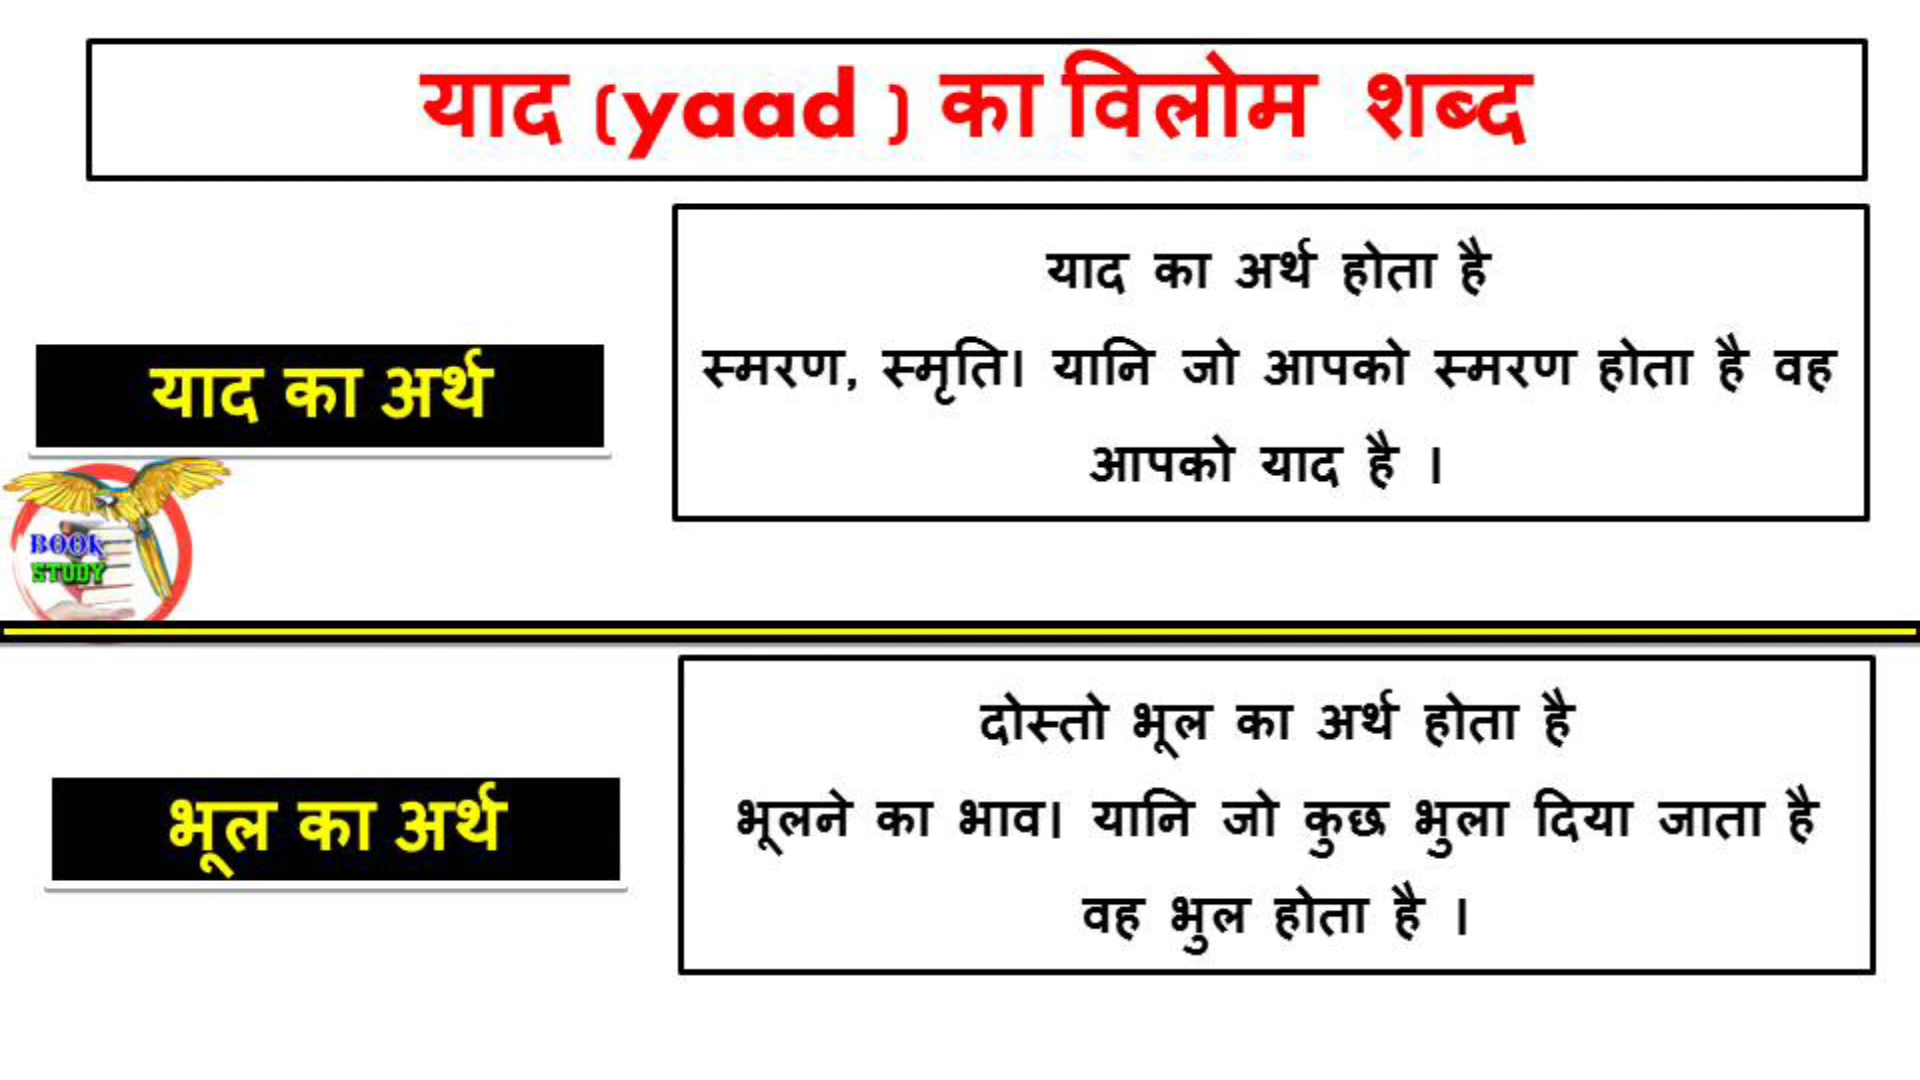 याद (yaad ) का विलोम शब्द
याद का अर्थ होता है
स्मरण, स्मृति। यानि जो आपको स्मरण होता है वह
आपको याद है ।
याद का अर्थ
BOOK
STUDY
दोस्तो भूल का अर्थ होता है
भूलने का भाव। यानि जो कुछ भुला दिया जाता है
वह भुल होता है ।
भूल का अर्थ